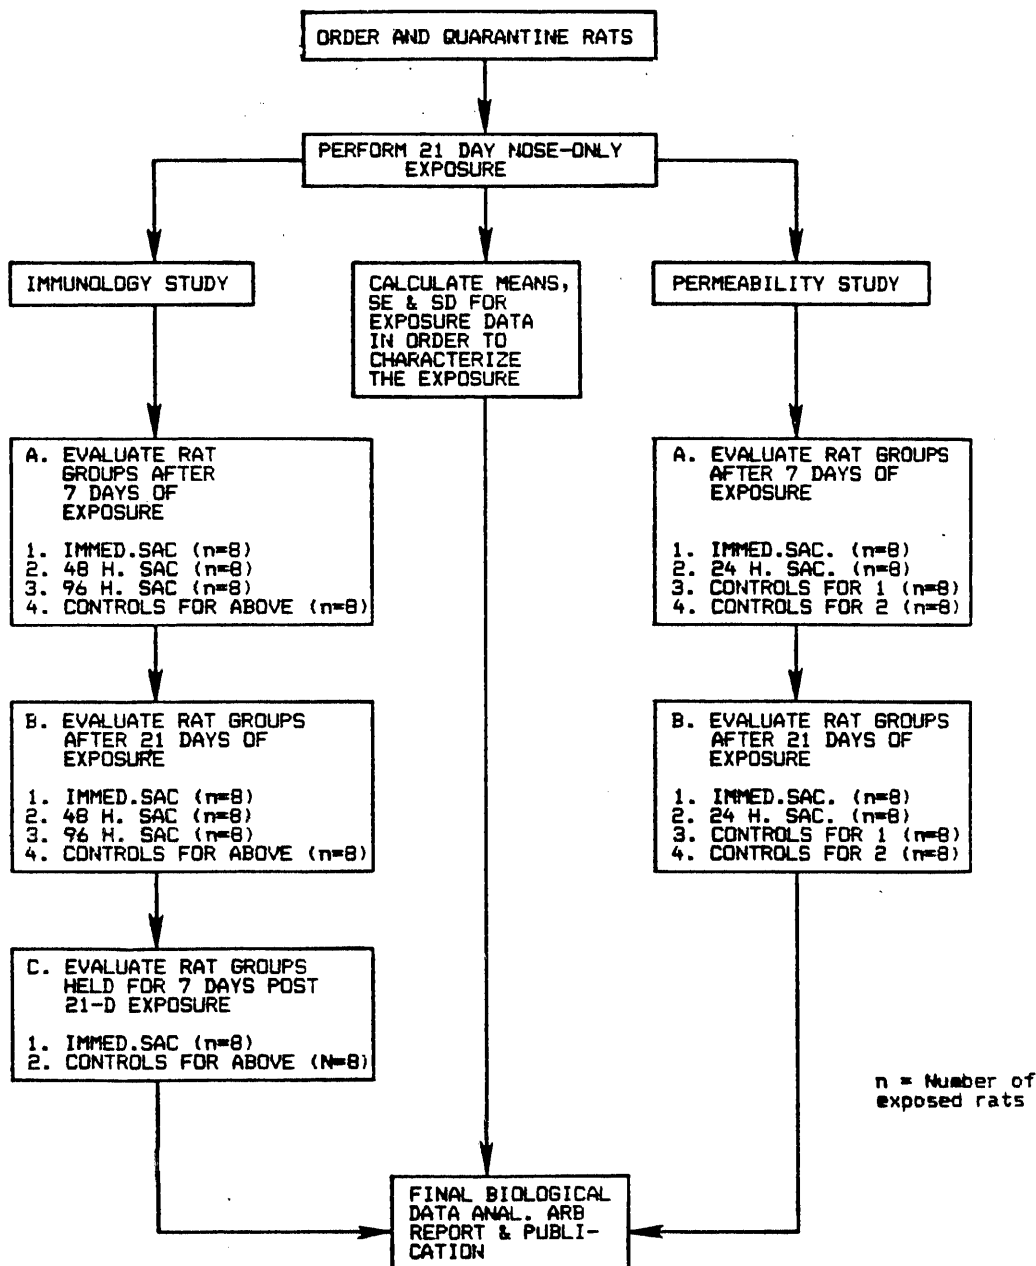 ORDER AND QUARANTINE RATS
PERFORM 21 DAY NOSE-ONLY
EXPOSURE
IMMUNOLOGY STUDY
CALCULATE MEANS,
SE & SD FOR
EXPOSURE DATA
IN ORDER TO
CHARACTERIZE
THE EXPOSURE
PERMEABILITY STUDY
A. EVALUATE RAT
GROUPS AFTER
7 DAYS OF
EXPOSURE
1. IMMED.SAC (n=8)
2. 48 H. SAC (n=8)
3. 96 H. SAC (n=8)
4. CONTROLS FOR ABOVE (n=8)
A. EVALUATE RAT GROUPS
AFTER 7 DAYS OF
EXPOSURE
1. IMMED.SAC. (n=8)
2. 24 H. SAC. (n=8)
3. CONTROLS FOR 1 (n=8)
4. CONTROLS FOR 2 (n=8)
B. EVALUATE RAT GROUPS
AFTER 21 DAYS OF
EXPOSURE
1. IMMED.SAC (n=8)
2. 48 H. SAC (n=8)
3. 96 H. SAC (n=8)
4. CONTROLS FOR ABOVE (n=8)
B. EVALUATE RAT GROUPS
AFTER 21 DAYS OF
EXPOSURE
1. IMMED.SAC. (n=8)
2. 24 H. SAC. (n=8)
3. CONTROLS FOR 1 (n=8)
4. CONTROLS FOR 2 (n=8)
C. EVALUATE RAT GROUPS
HELD FOR 7 DAYS POST
21-D EXPOSURE
1. IMMED.SAC (n=8)
2. CONTROLS FOR ABOVE (N=8)
n = Number of
exposed rats
FINAL BIOLOGICAL
DATA ANAL. ARB
REPORT & PUBLI-
CATION